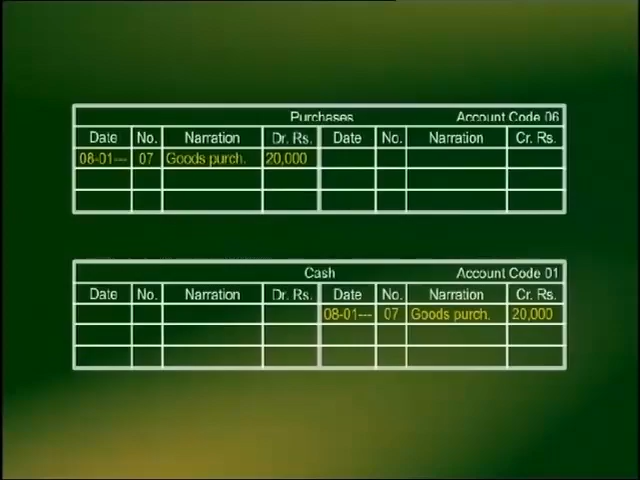 Purchases Account Code 06
Date No. Narration Dr. Rs. Date No. Narration Cr. Rs.
08-01--- 07 Goods purch. 20,000
Cash Account Code 01
Date No. Narration Dr. Rs. Date No. Narration Cr. Rs.
08-01--- 07 Goods purch. 20,000